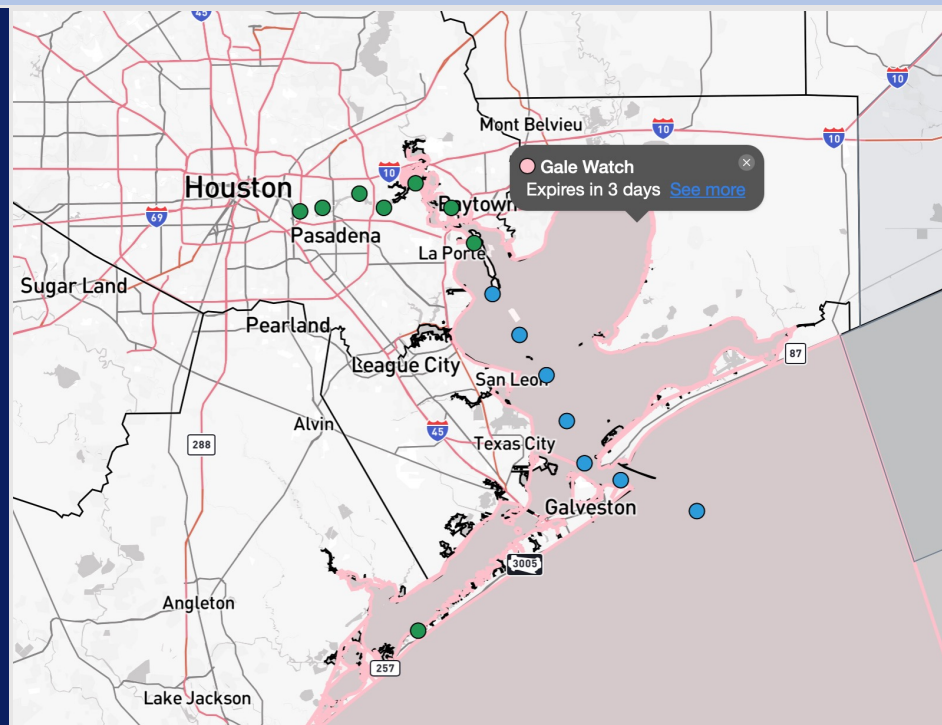 45
10
Mont Belvieu
10
10
Gale Watch
Expires in 3 days See more
10
Houston
Baytown
69
Pasadena
La Porte
Sugar Land
Pearland
87
League City
San Leon
Alvin
45
288
Texas City
Galveston
3005
Angleton
257
Lake Jackson